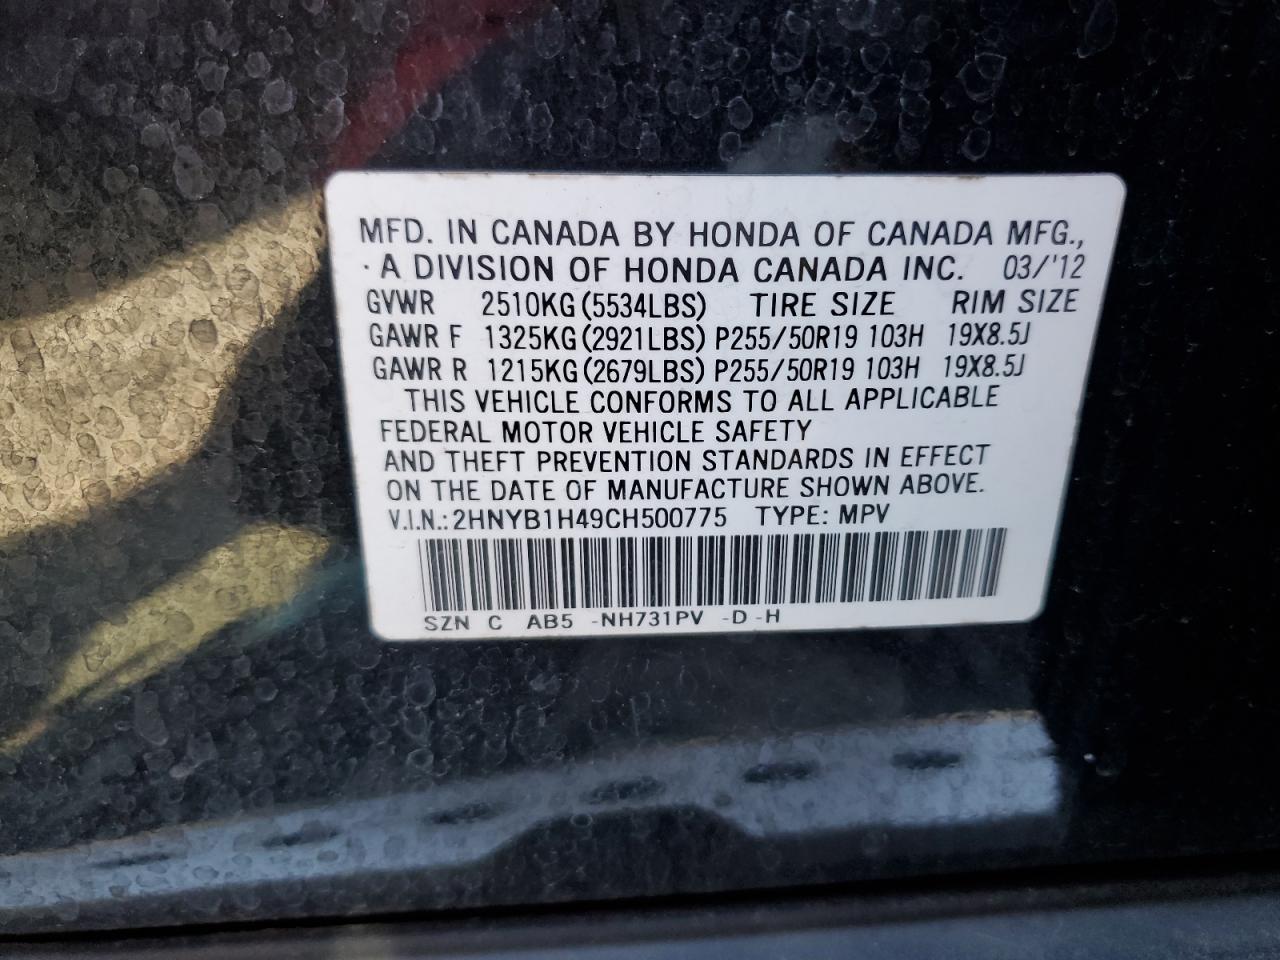 MFD. IN CANADA BY HONDA OF CANADA MFG.,
A DIVISION OF HONDA CANADA INC. 03/'12
GVWR 2510KG(5534LBS) TIRE SIZE RIM SIZE
GAWR F 1325KG(2921LBS) P255/50R19 103H 19X8.5J
GAWR R 1215KG(2679LBS) P255/50R19 103H 19X8.5J
THIS VEHICLE CONFORMS TO ALL APPLICABLE
FEDERAL MOTOR VEHICLE SAFETY
AND THEFT PREVENTION STANDARDS IN EFFECT
ON THE DATE OF MANUFACTURE SHOWN ABOVE.
V.I.N.:2HNYB1H49CH500775 TYPE: MPV
SZN C AB5 -NH731PV -D -H